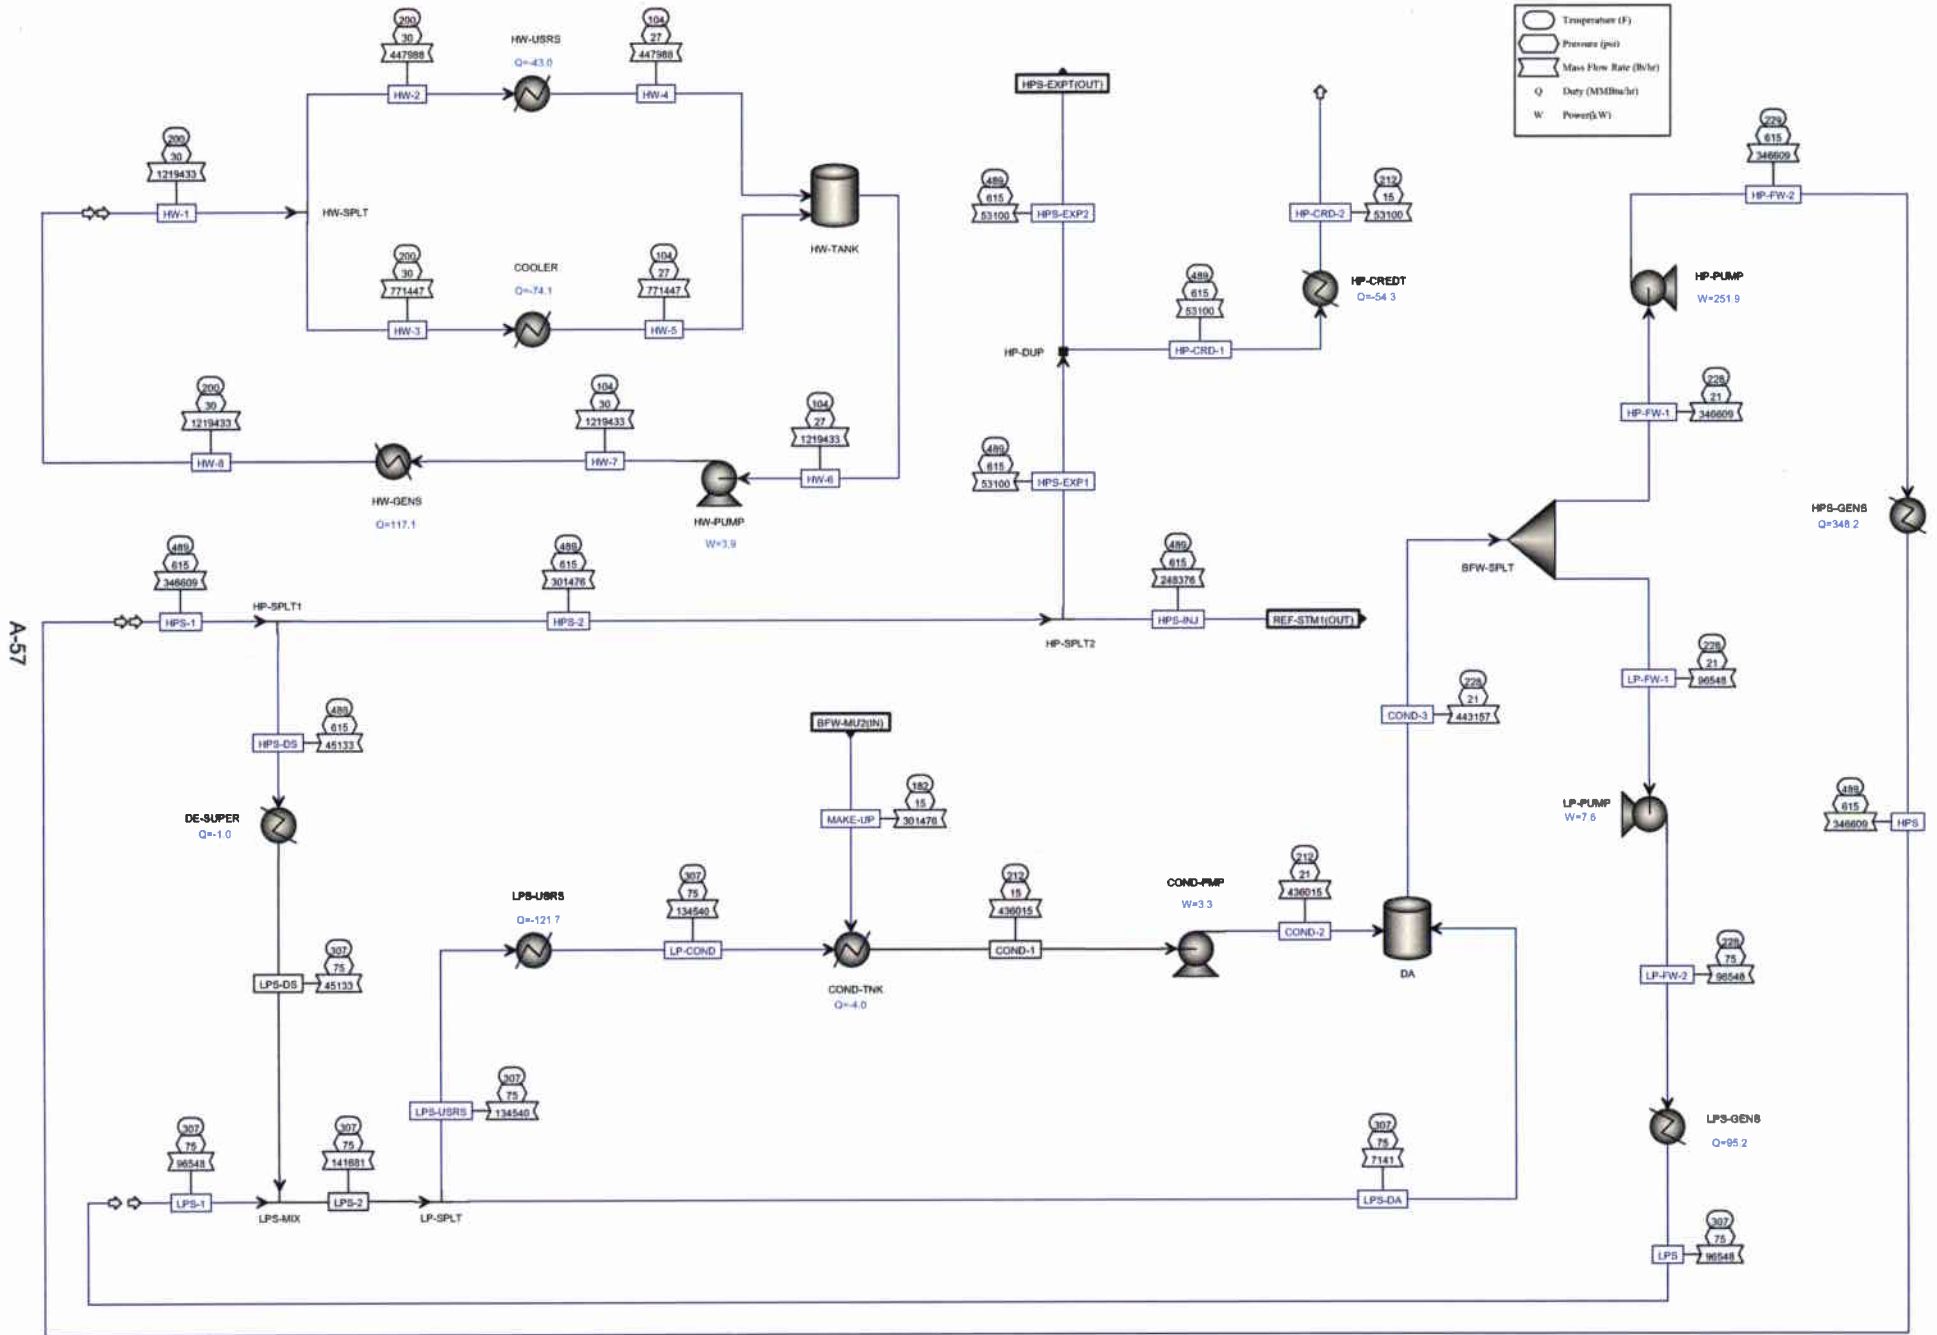 Temperature (F)
Pressure (psi)
Mass Flow Rate (lb/hr)
Q Duty (MMBtu/hr)
W Power(kW)
200
30
447988
HW-2
HW-USRS
Q=-43.0
104
27
447988
HW-4
200
30
1219433
HW-1
HW-SPLT
HW-TANK
200
30
771447
HW-3
COOLER
Q=-74.1
104
27
771447
HW-5
200
30
1219433
HW-8
HW-GENS
Q=117.1
104
30
1219433
HW-7
HW-PUMP
W=3.9
104
27
1219433
HW-6
HPS-EXPT(OUT)
489
615
53100
HPS-EXP2
212
15
53100
HP-CRD-2
HP-CREDT
Q=-54.3
489
615
53100
HP-CRD-1
HP-DUP
489
615
53100
HPS-EXP1
229
615
346609
HP-FW-2
HP-PUMP
W=251.9
228
21
346609
HP-FW-1
HPS-GENS
Q=348.2
BFW-SPLT
A-57
489
615
346609
HPS-1
HP-SPLT1
489
615
301476
HPS-2
HP-SPLT2
489
615
248376
HPS-INJ
REF-STM1(OUT)
489
615
45133
HPS-DS
DE-SUPER
Q=-1.0
307
75
45133
LPS-DS
BFW-MU2(IN)
182
15
301476
MAKE-UP
228
21
443157
COND-3
228
21
96548
LP-FW-1
LP-PUMP
W=7.6
489
615
346609
HPS
LPS-USRS
Q=-121.7
307
75
134540
LP-COND
COND-TNK
Q=-4.0
212
15
436015
COND-1
COND-PMP
W=3.3
212
21
436015
COND-2
DA
228
75
96548
LP-FW-2
307
75
134540
LPS-USRS
LPS-GENS
Q=95.2
307
75
96548
LPS-1
LPS-MIX
307
75
141681
LPS-2
LP-SPLT
307
75
7141
LPS-DA
307
75
96548
LPS